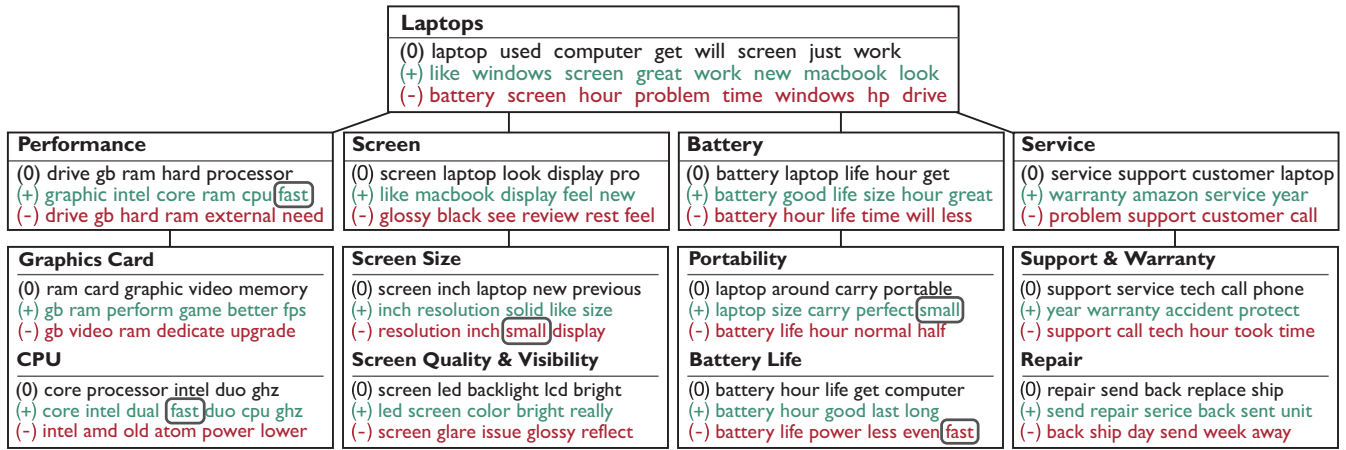 Laptops
(0) laptop used computer get will screen just work
(+) like windows screen great work new macbook look
(-) battery screen hour problem time windows hp drive
Performance
(0) drive gb ram hard processor
(+) graphic intel core ram cpu fast
(-) drive gb hard ram external need
Screen
(0) screen laptop look display pro
(+) like macbook display feel new
(-) glossy black see review rest feel
Battery
(0) battery laptop life hour get
(+) battery good life size hour great
(-) battery hour life time will less
Service
(0) service support customer laptop
(+) warranty amazon service year
(-) problem support customer call
Graphics Card
(0) ram card graphic video memory
(+) gb ram perform game better fps
(-) gb video ram dedicate upgrade
CPU
(0) core processor intel duo ghz
(+) core intel dual fast duo cpu ghz
(-) intel amd old atom power lower
Screen Size
(0) screen inch laptop new previous
(+) inch resolution solid like size
(-) resolution inch small display
Screen Quality & Visibility
(0) screen led backlight lcd bright
(+) led screen color bright really
(-) screen glare issue glossy reflect
Portability
(0) laptop around carry portable
(+) laptop size carry perfect small
(-) battery life hour normal half
Battery Life
(0) battery hour life get computer
(+) battery hour good last long
(-) battery life power less even fast
Support & Warranty
(0) support service tech call phone
(+) year warranty accident protect
(-) support call tech hour took time
Repair
(0) repair send back replace ship
(+) send repair serice back sent unit
(-) back ship day send week away